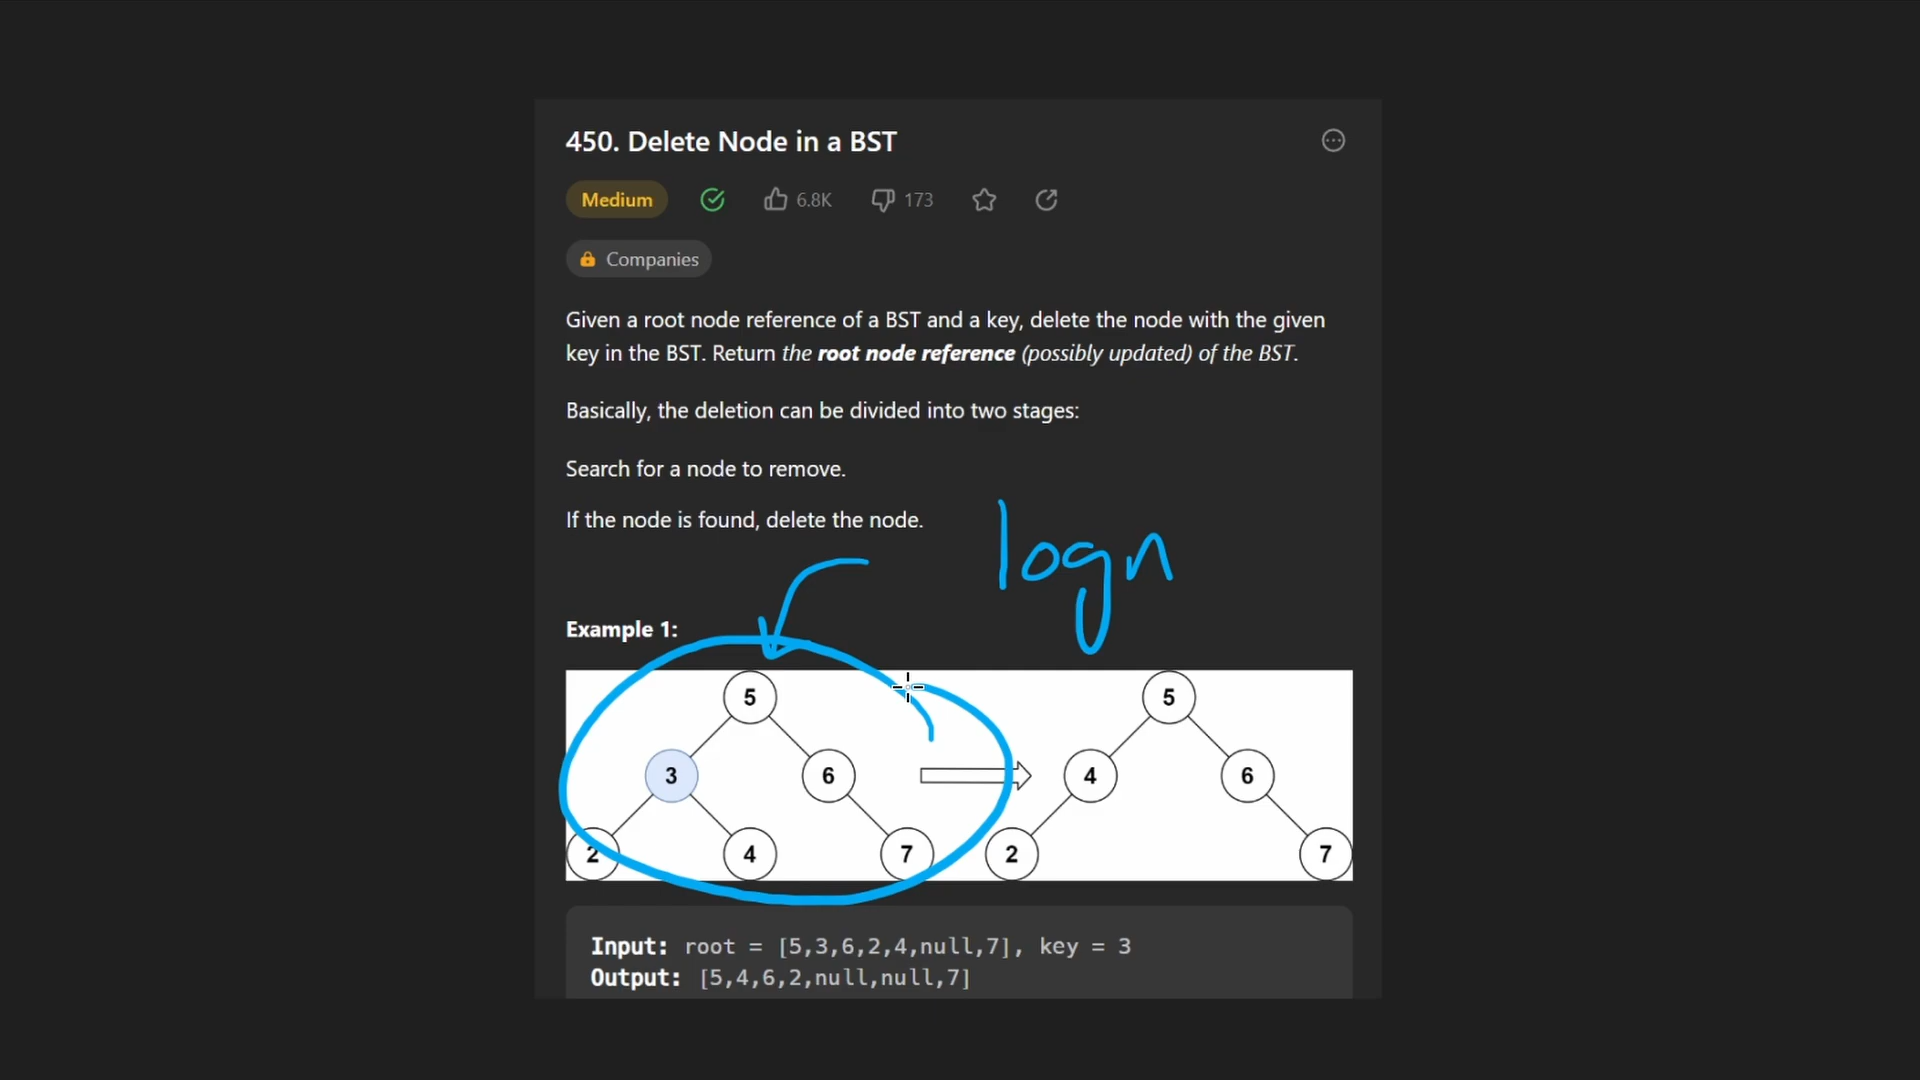 450. Delete Node in a BST
Medium 6.8K 173
Companies
Given a root node reference of a BST and a key, delete the node with the given
key in the BST. Return the root node reference (possibly updated) of the BST.
Basically, the deletion can be divided into two stages:
Search for a node to remove.
If the node is found, delete the node.
logn
Example 1:
5 5
3 6 4 6
2 4 7 2 7
Input: root = [5,3,6,2,4,null,7], key = 3
Output: [5,4,6,2,null,null,7]